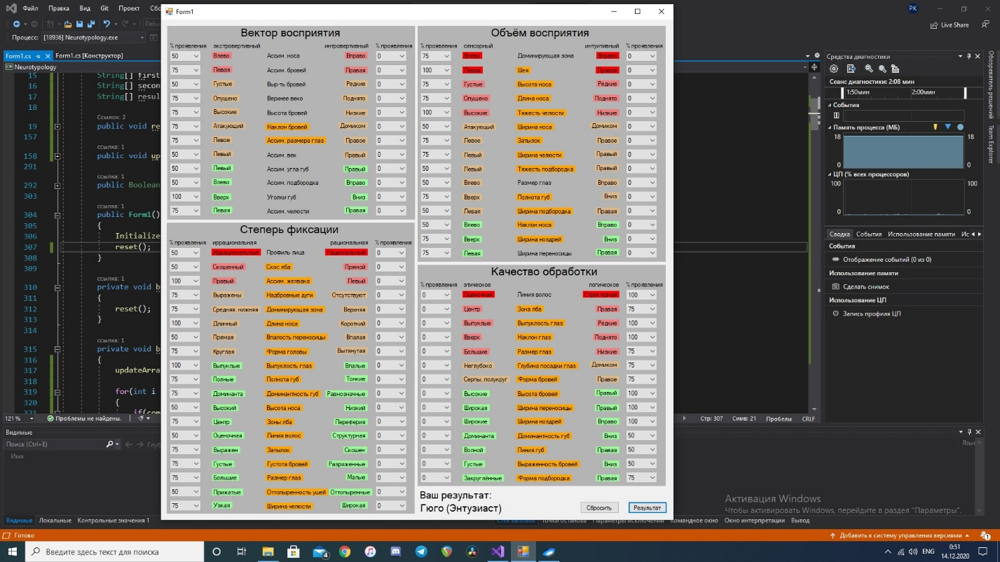 Файл Правка Вид Git Проект
Form1
PK
Процесс: [18936] Neurotypology.exe
Live Share
Form1.cs Form1.cs [Конструктор]
Neurotypology
15 String[] first
16 String[] secon
17 String[] resul
18
Ссылок: 2
19 public void re
157
ссылка: 1
158 public void up
291
ссылка: 1
292 public Boolean
303
ссылка: 1
304 public Form1()
305 {
306 Initialize
307 reset();
308 }
309
ссылка: 1
310 private void b
311 {
312 reset();
313 }
314
ссылка: 1
315 private void b
316 {
317 updateArra
318
319 for(int i
320 {
321 if(com
121 % Проблемы не найдены.
Видимые
Поиск (Ctrl+E)
Имя
Видимые Локальные Контрольные значения 1
Вектор восприятия
% проявления экстровертивный интровертивный % проявления
50 Влево Ассим. носа Вправо 0
75 Левая Ассим. бровей Правая 0
50 Густые Выр-ть бровей Редкие 0
75 Опущено Верхнее веко Поднято 0
75 Высокие Высота бровей Низкие 0
75 Атакующий Наклон бровей Домиком 0
75 Левое Ассим. размера глаз Правое 0
50 Левый Ассим. век Правый 0
50 Левый Ассим. угла губ Правый 0
50 Влево Ассим. подбородка Вправо 0
100 Вверх Уголки губ Вниз 0
75 Левая Ассим. челюсти Правая 0
Степерь фиксации
% проявления иррациональная рациональная % проявления
50 Иррациональный Профиль лица Рациональный 0
50 Скошенный Скос лба Прямой 0
100 Правый Ассим. желвака Левый 0
75 Выражены Надбровные дуги Отсутствуют 0
75 Средняя, нижняя Доминирующая зона Верхняя 0
100 Длинный Длина носа Короткий 0
50 Прямая Впалость переносицы Впалая 0
75 Круглая Форма головы Вытянутая 0
100 Выпуклые Выпуклость глаз Впалые 0
75 Полные Полнота губ Тонкие 0
75 Доминанта Доминантность губ Равнозначные 0
50 Высокий Высота носа Низкий 0
75 Центр Зоны лба Переферия 0
50 Оценочная Линия волос Структурная 0
75 Выражен Затылок Скошен 0
75 Густые Густота бровей Разряженные 0
75 Большие Размер глаз Малые 0
50 Прижатые Оттопыренность ушей Оттопыренные 0
75 Узкая Ширина челюсти Широкая 0
Объём восприятия
% проявления сенсорный интуитивный % проявления
75 Влево Доминирующая зона Вправо 0
100 Левая Шея Правая 0
75 Густые Высота носа Редкие 0
75 Опущено Длина носа Поднято 0
100 Высокие Тяжесть челюсти Низкие 0
50 Атакующий Ширина носа Домиком 0
75 Левое Затылок Правое 0
75 Левый Ширина челюсти Правый 0
50 Левый Тяжесть подбородка Правый 0
50 Влево Размер глаз Вправо 0
75 Вверх Полнота губ Вниз 0
75 Левая Ширина подбородка Правая 0
50 Влево Наклон носа Вправо 0
75 Вверх Ширина ноздрей Вниз 0
75 Левая Ширина переносицы Правая 0
Качество обработки
% проявления этическое логическое % проявления
0 Оценочная Линия волос Структурная 100
0 Центр Зона лба Правая 75
0 Выпуклые Выпуклость глаз Редкие 100
0 Вверх Наклон глаз Поднято 100
0 Большие Размер глаз Низкие 75
0 Неглубоко Глубина посадки глаз Домиком 75
0 Серпы, полукруг Форма бровей Правое 75
0 Высокие Высота бровей Правый 100
0 Широкая Ширина переносицы Правый 100
0 Широкие Ширина ноздрей Вправо 100
0 Доминанта Доминантность губ Вниз 50
0 Волной Линия губ Правая 50
0 Густые Выраженность бровей Вниз 50
0 Закруглённые Форма подбородка Правая 75
Ваш результат:
Гюго (Энтузиаст)
Сбросить Результат
Средства диагностики
Сеанс диагностики: 2:08 мин
1:50мин 2:00мин
События
Память процесса (МБ)
18 18
0 0
ЦП (% всех процессоров)
100 100
0 0
Сводка События Использование памяти Ис
События
Отображение событий (0 из 0)
Использование памяти
Сделать снимок
Использование ЦП
Запись профиля ЦП
Обозреватель решений Team Explorer
Стр: 307 Симв: 21 Пробелы CRLF
Активация Windows
Чтобы активировать Windows, перейдите в раздел "Параметры".
Стек вызовов Точки останова Параметры исключений Командное окно Окно интерпретации Вывод
Готово
Добавить в систему управления версиями
1
Введите здесь текст для поиска
4
ENG
0:51
14.12.2020